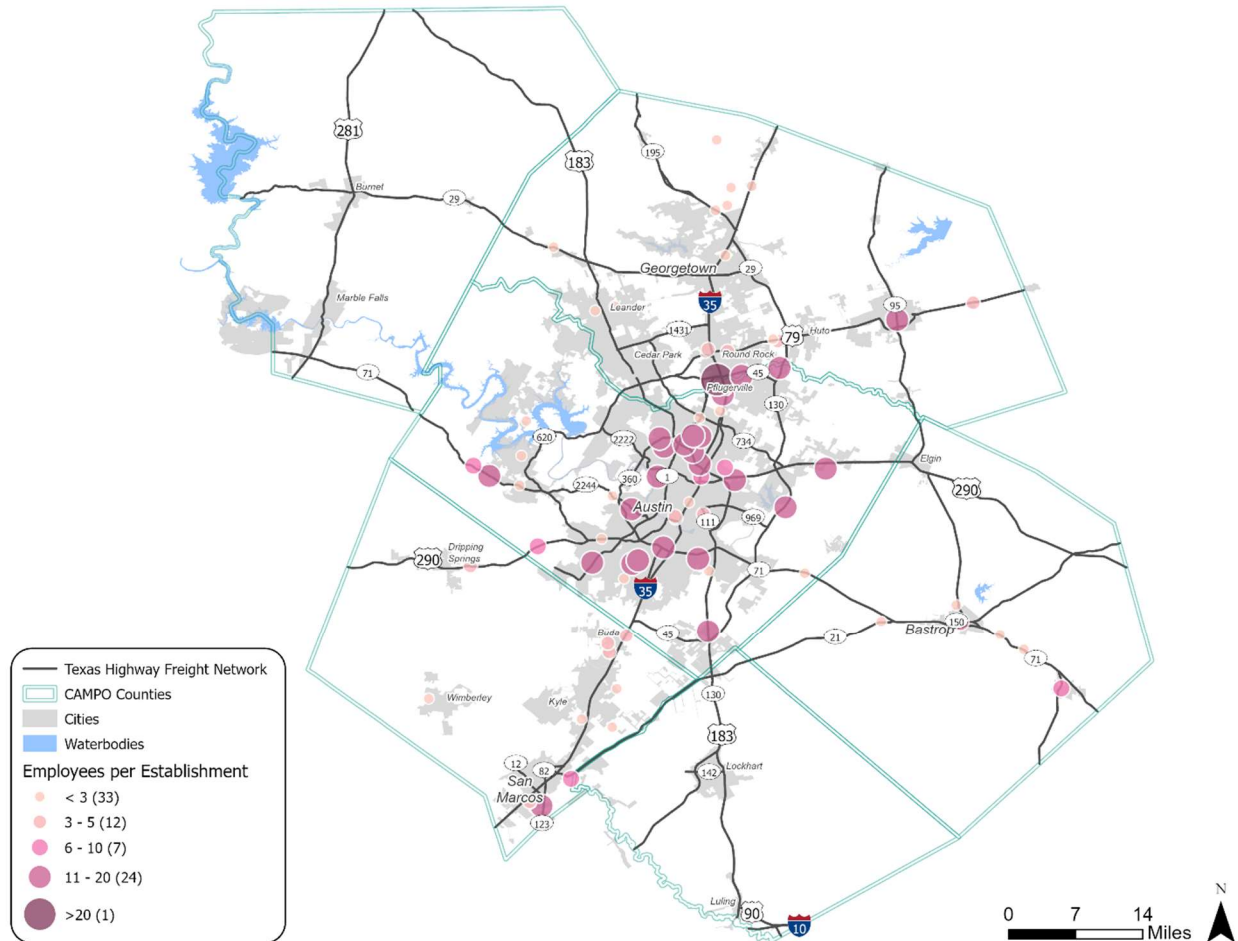 281
183
195
Burnet
29
Georgetown
29
35
Marble Falls
Leander
95
1431
79
Huto
Cedar Park
Round Rock
71
45
Pflugerville
130
620
2222
734
Elgin
360
1
2244
290
Austin
111
969
Dripping
Springs
290
71
35
150
Bastrop
Buda
45
21
71
Wimberley
Kyle
130
183
12
82
142
Lockhart
San
Marcos
123
Luling
90
10
Texas Highway Freight Network
CAMPO Counties
Cities
Waterbodies
Employees per Establishment
< 3 (33)
3 - 5 (12)
6 - 10 (7)
11 - 20 (24)
>20 (1)
N
0 7 14
Miles